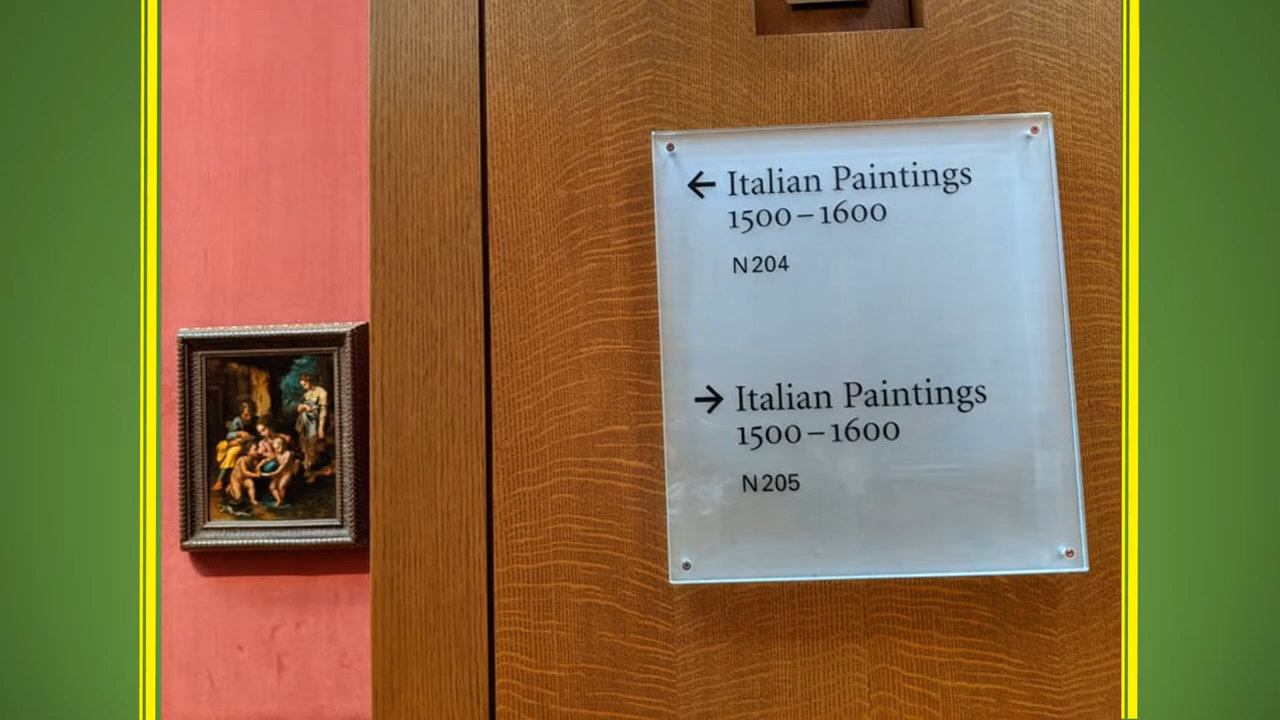 ← Italian Paintings
1500–1600
N204
→ Italian Paintings
1500–1600
N205